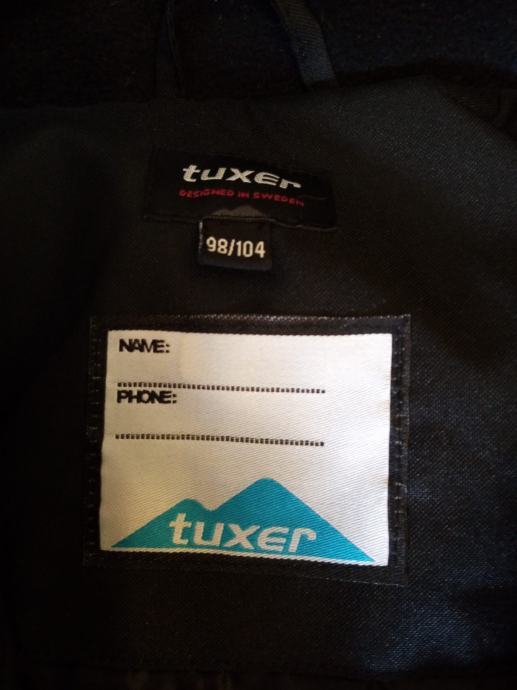 tuxer
DESIGNED IN SWEDEN
98/104
NAME:
PHONE:
tuxer